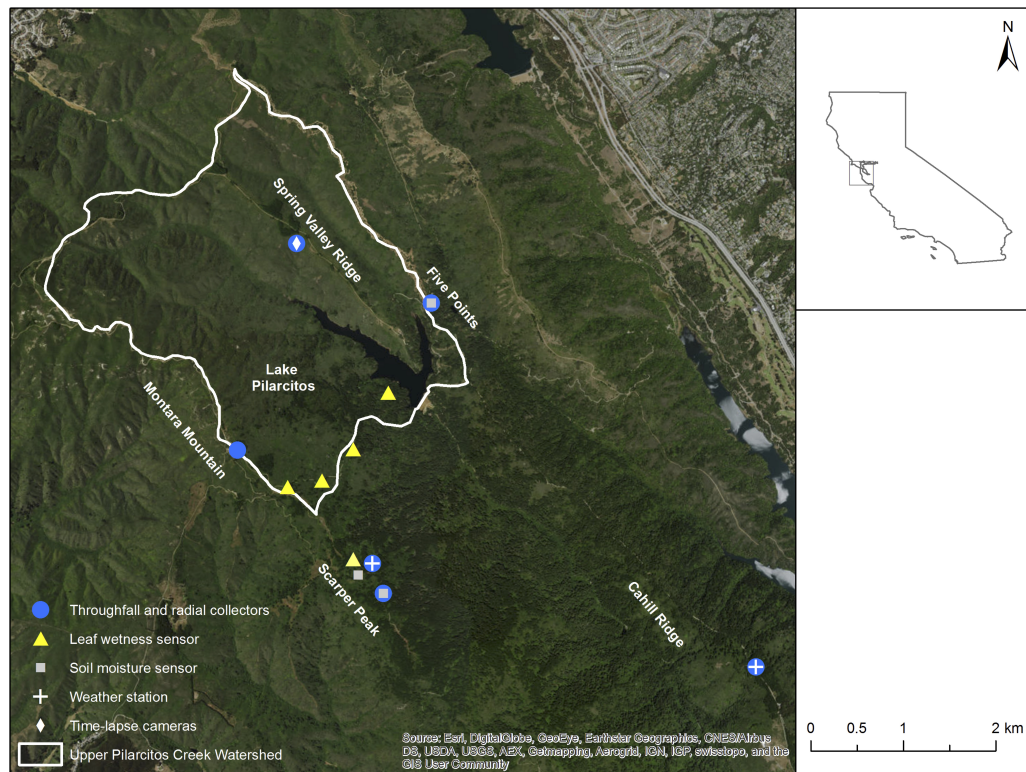 N
Spring Valley Ridge
Five Points
Lake
Pilarcitos
Montara Mountain
Scarper Peak
Cahill Ridge
Throughfall and radial collectors
Leaf wetness sensor
Soil moisture sensor
Weather station
Time-lapse cameras
Upper Pilarcitos Creek Watershed
Source: Esri, DigitalGlobe, GeoEye, Earthstar Geographics, CNES/Airbus
DS, USDA, USGS, AEX, Getmapping, Aerogrid, IGN, IGP, swisstopo, and the
GIS User Community
0 0.5 1 2 km